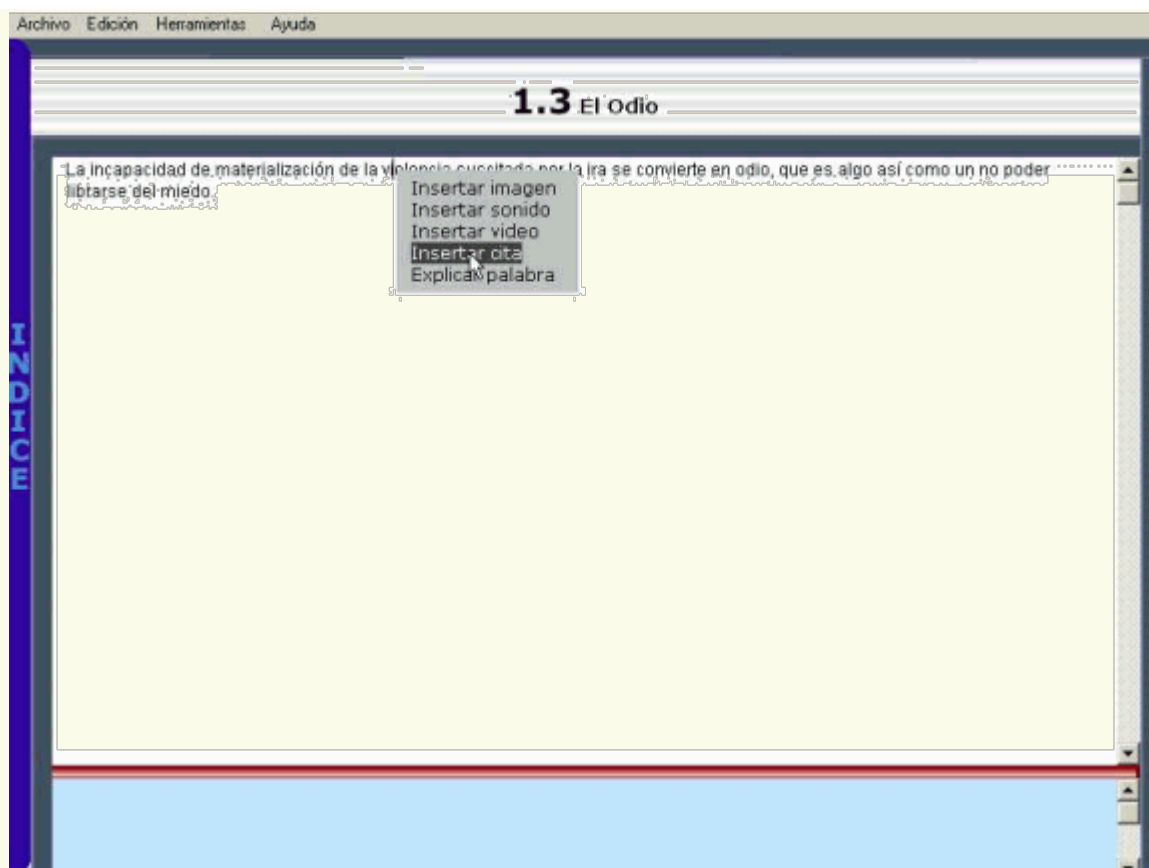 Archivo Edición Herramientas Ayuda
1.3 El Odio
La incapacidad de materialización de la violencia suscitada por la ira se convierte en odio, que es algo así como un no poder
librarse del miedo.
Insertar imagen
Insertar sonido
Insertar video
Insertar cita
Explicar palabra
INDICE